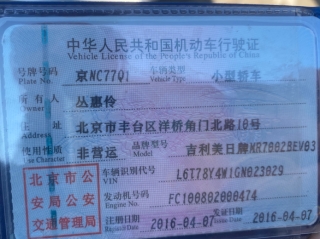 中华人民共和国机动车行驶证
Vehicle License of the People's Republic of China
号牌号码 京NC77Q1 车辆类型 小型轿车
Plate No. Vehicle Type
所有人 丛惠伶
Owner
住址 北京市丰台区洋桥角门北路10号
Address
使用性质 非营运 品牌型号 吉利美日牌MR7002BEV03
Use Character Model
北京市公 车辆识别代号 L6T78Y4W1GN023029
VIN
安局公安 发动机号码 FC100802000474
Engine No.
交通管理局 注册日期 2016-04-07 发证日期 2016-04-07
Register Date Issue Date